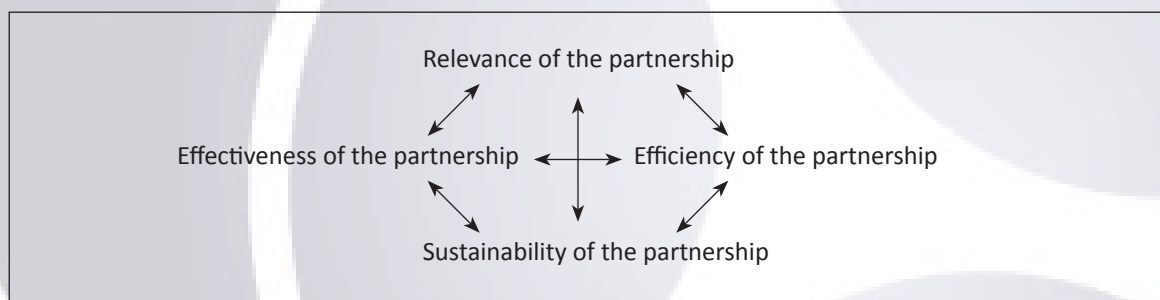 Relevance of the partnership
Effectiveness of the partnership
Efficiency of the partnership
Sustainability of the partnership